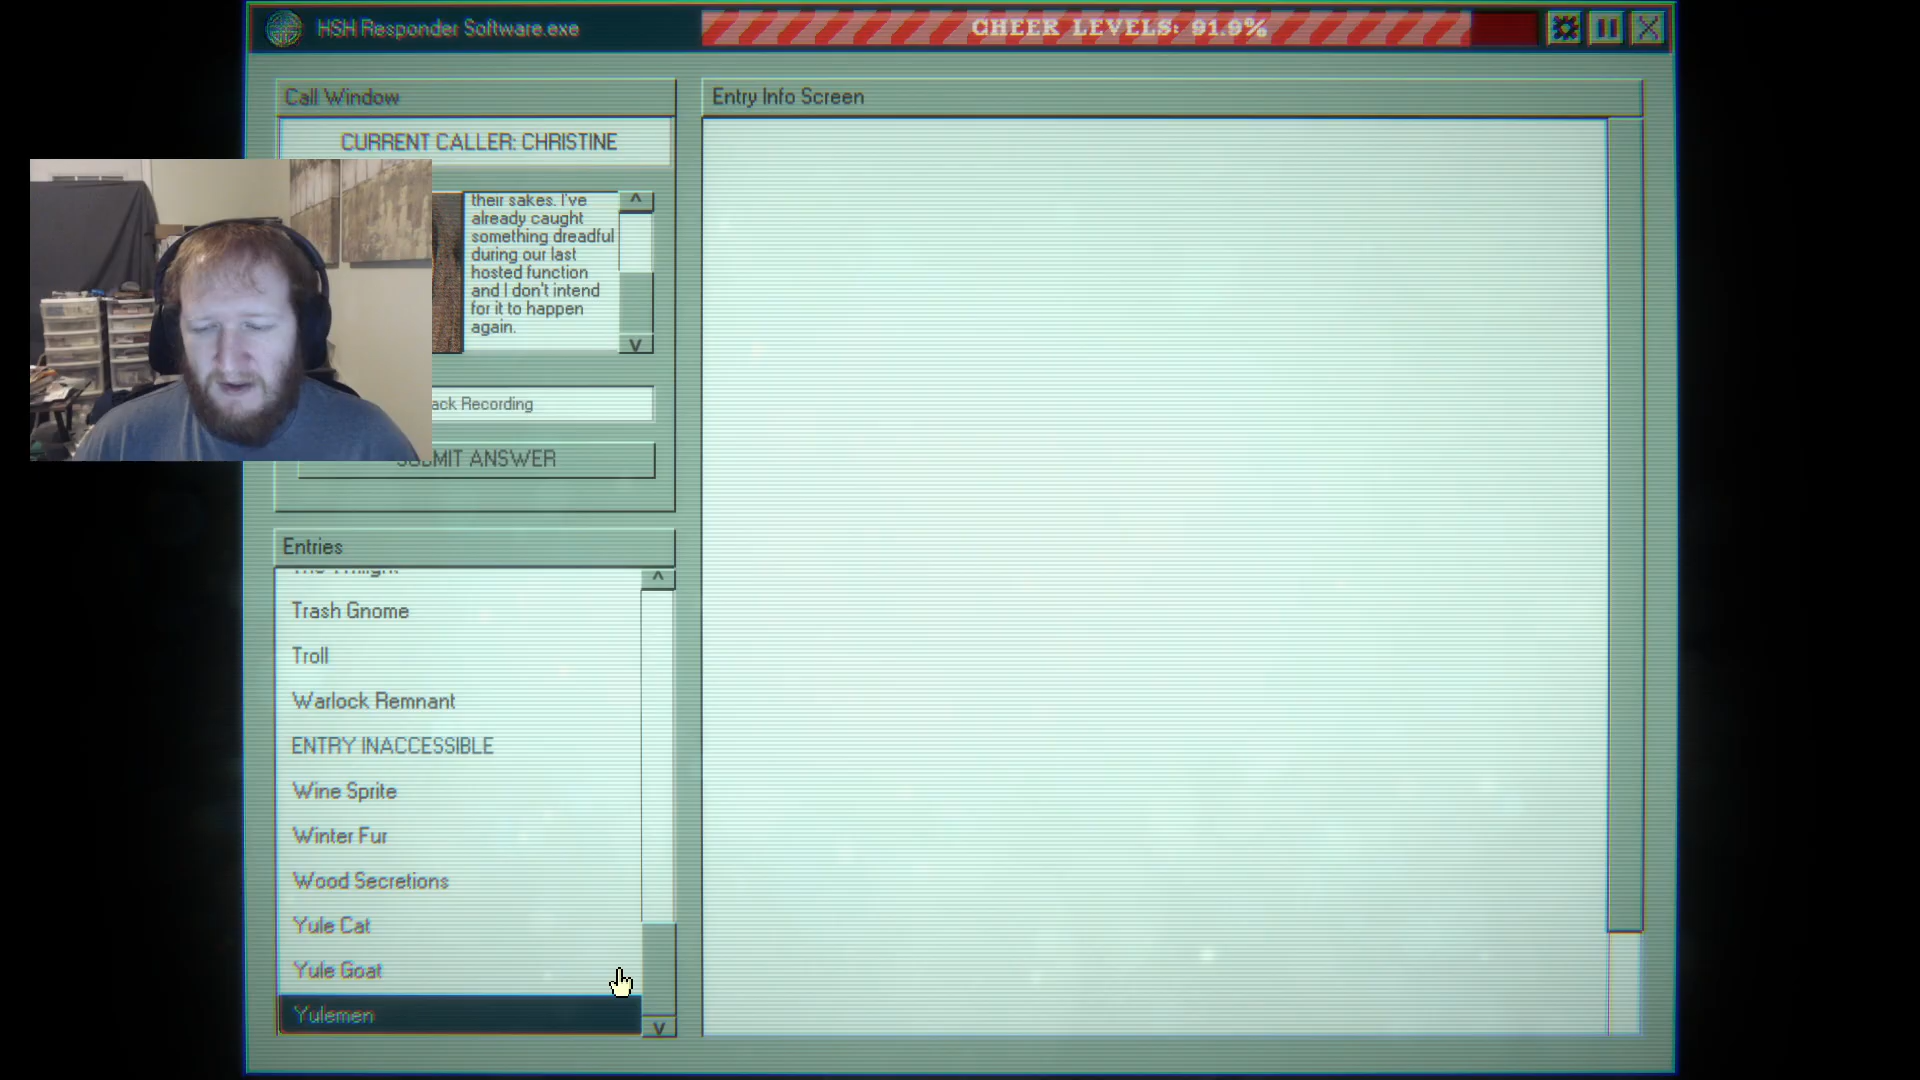 HSH Responder Software.exe
CHEER LEVELS: 91.9%
Call Window
Entry Info Screen
CURRENT CALLER: CHRISTINE
their sakes. I've
already caught
something dreadful
during our last
hosted function
and I don't intend
for it to happen
again.
ack Recording
SUBMIT ANSWER
Entries
Trash Gnome
Troll
Warlock Remnant
ENTRY INACCESSIBLE
Wine Sprite
Winter Fur
Wood Secretions
Yule Cat
Yule Goat
Yulemen